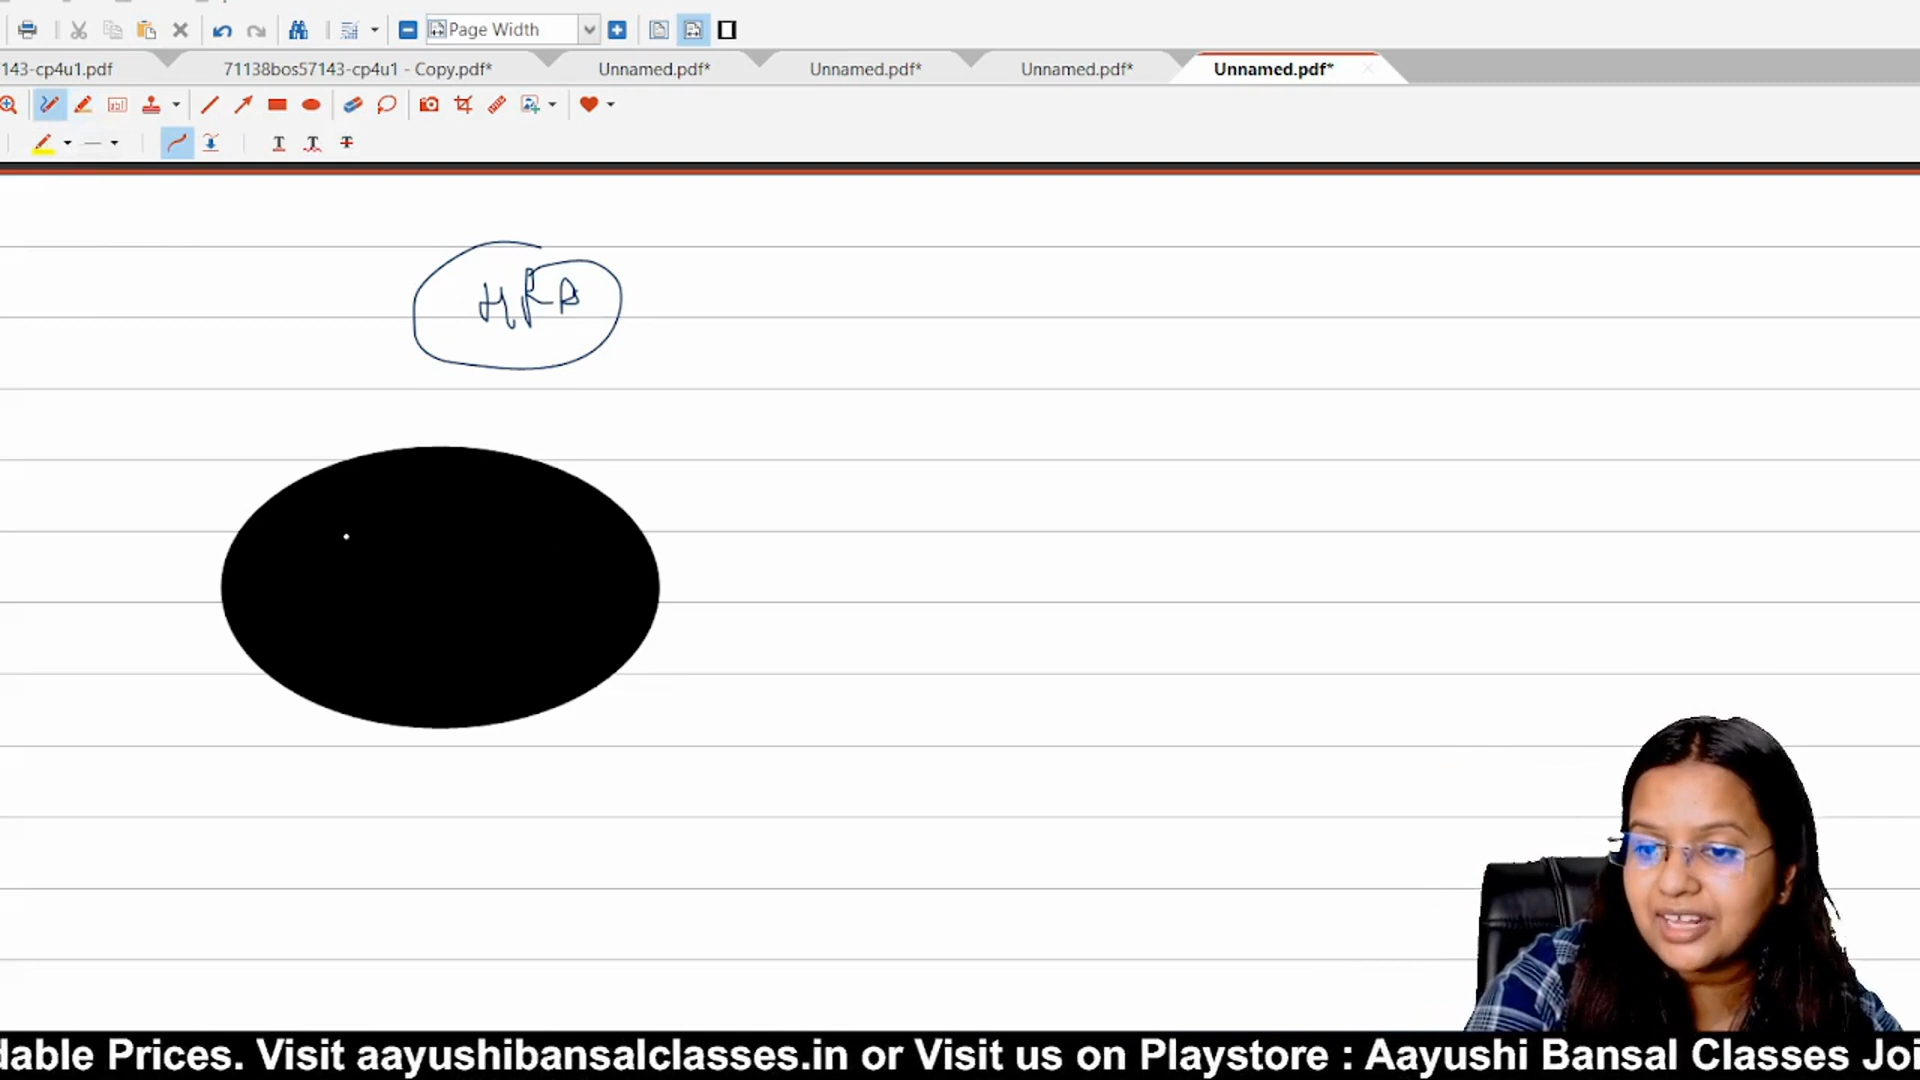 Page Width
143-cp4u1.pdf
71138bos57143-cp4u1 - Copy.pdf*
Unnamed.pdf*
Unnamed.pdf*
Unnamed.pdf*
Unnamed.pdf*
HRA
dable Prices. Visit aayushibansalclasses.in or Visit us on Playstore : Aayushi Bansal Classes Joi